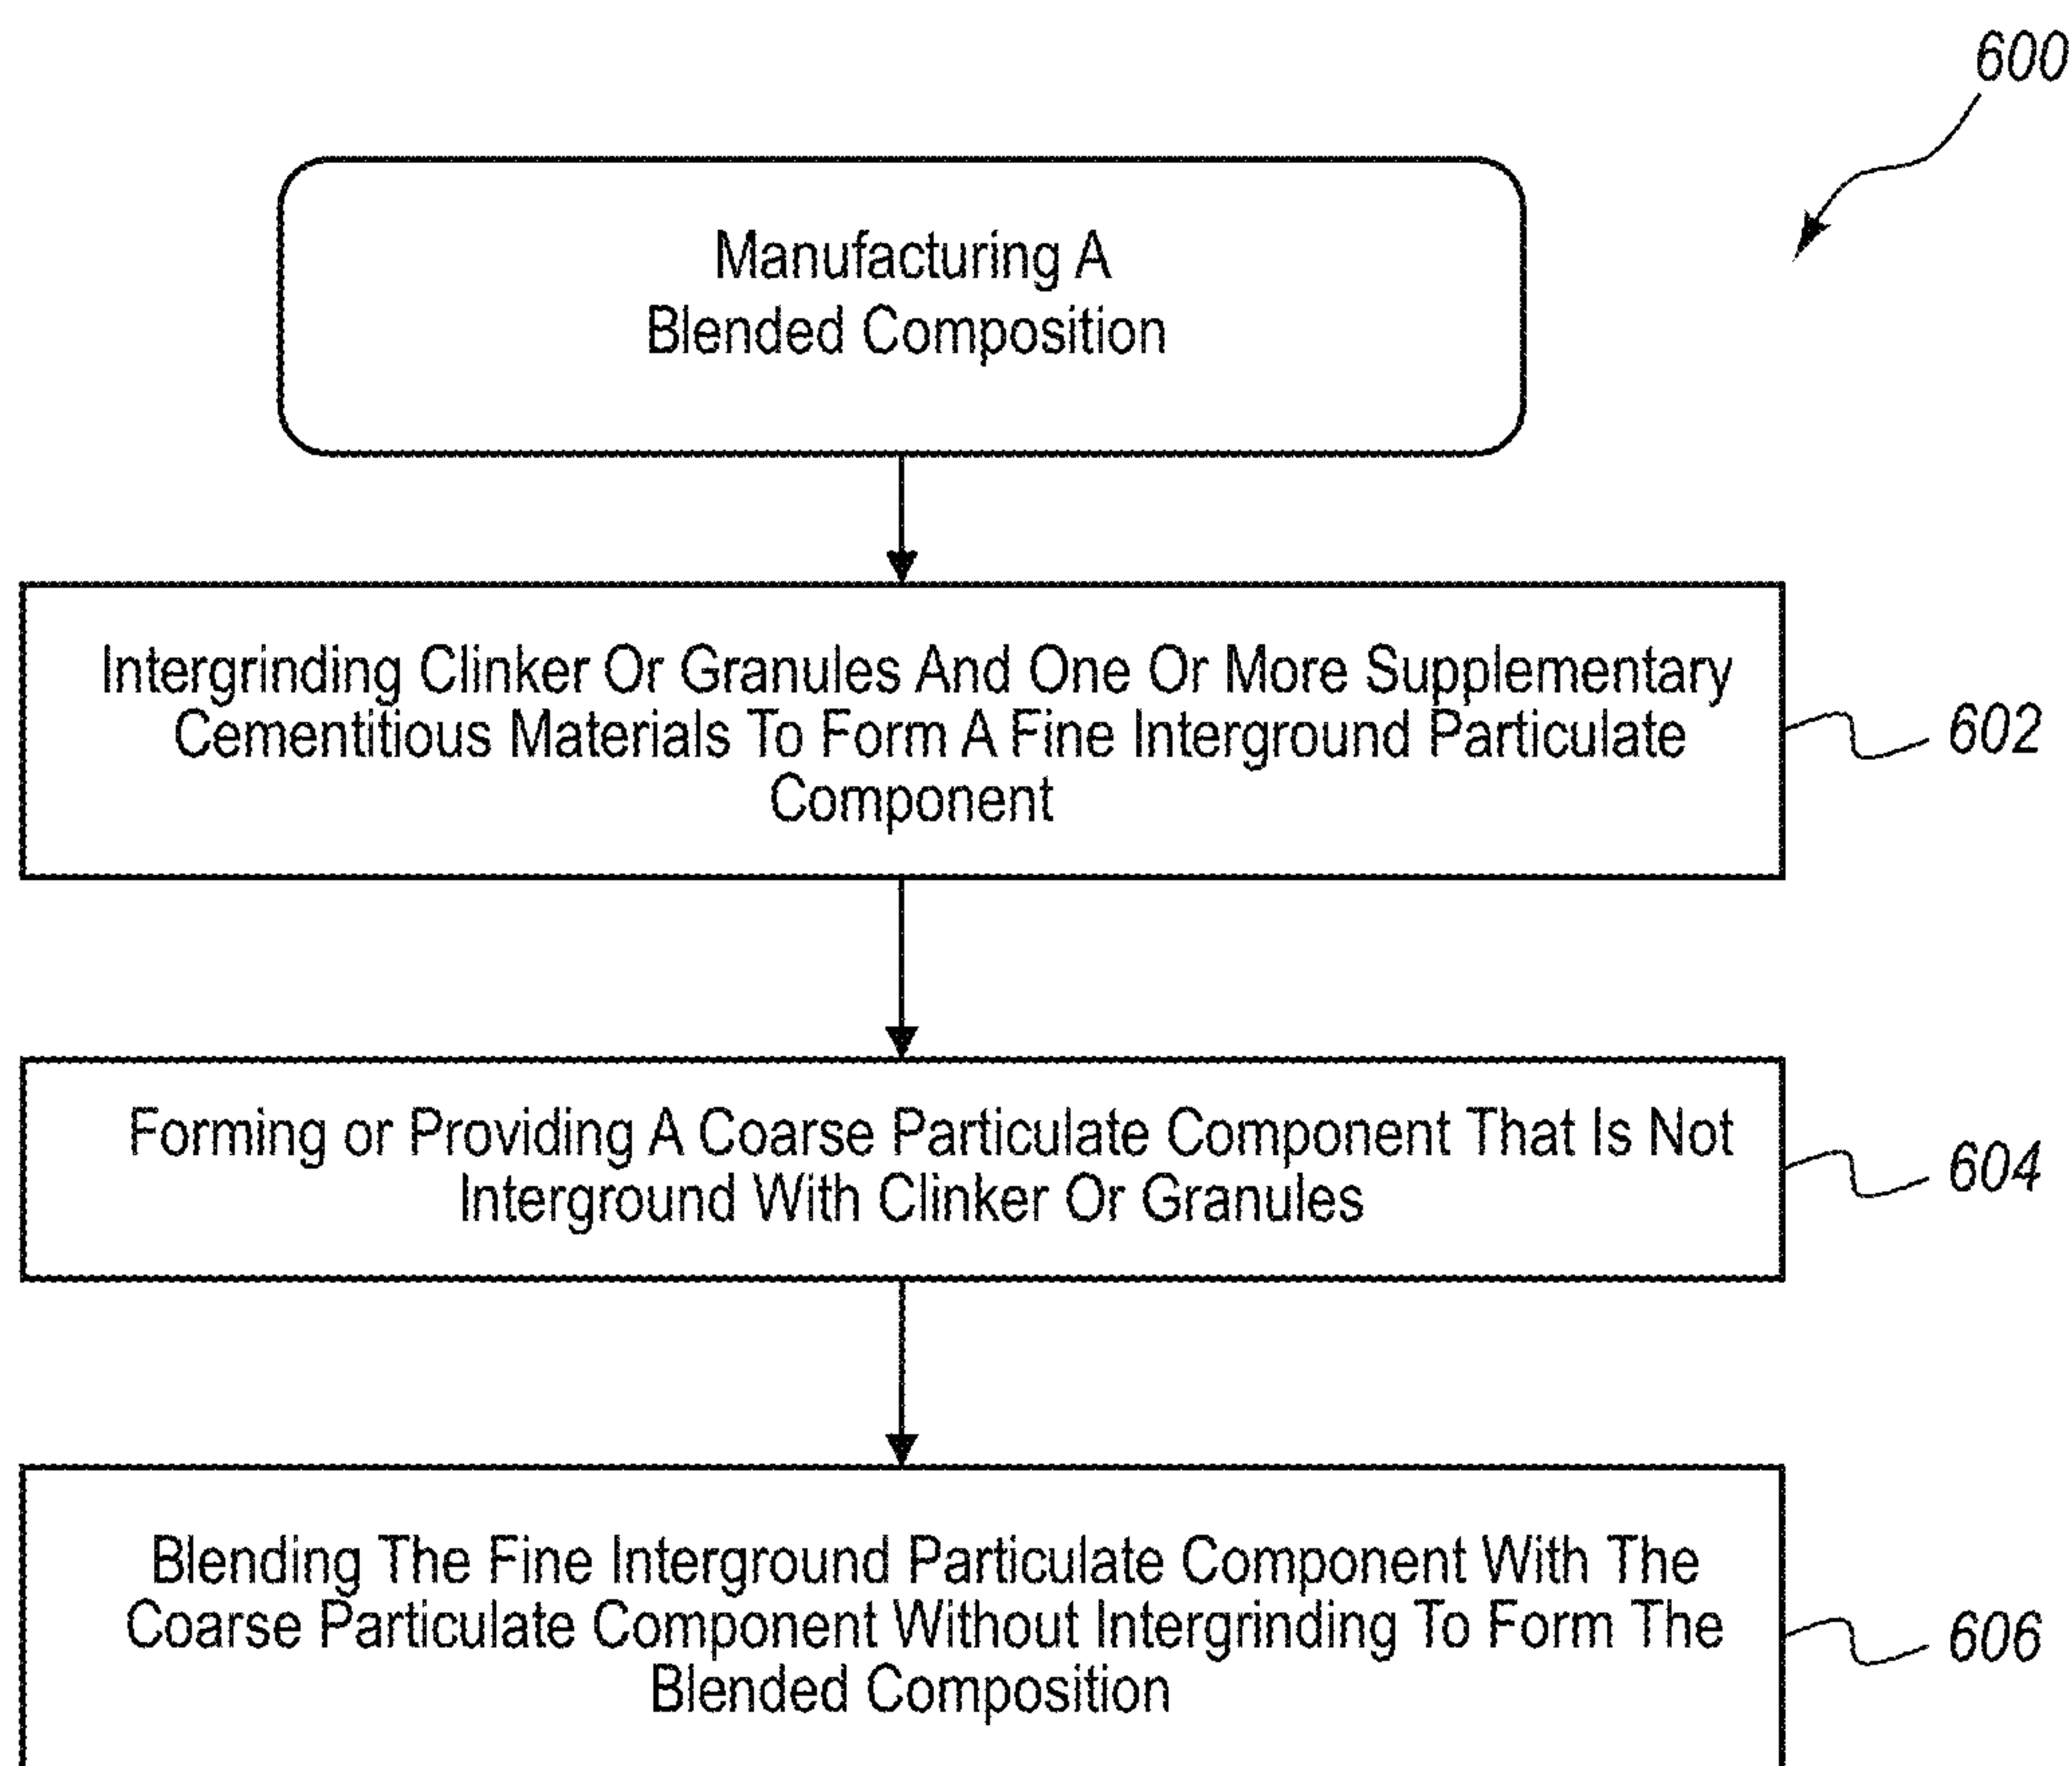 600
Manufacturing A
Blended Composition
Intergrinding Clinker Or Granules And One Or More Supplementary
Cementitious Materials To Form A Fine Interground Particulate
Component
602
Forming or Providing A Coarse Particulate Component That Is Not
Interground With Clinker Or Granules
604
Blending The Fine Interground Particulate Component With The
Coarse Particulate Component Without Intergrinding To Form The
Blended Composition
606